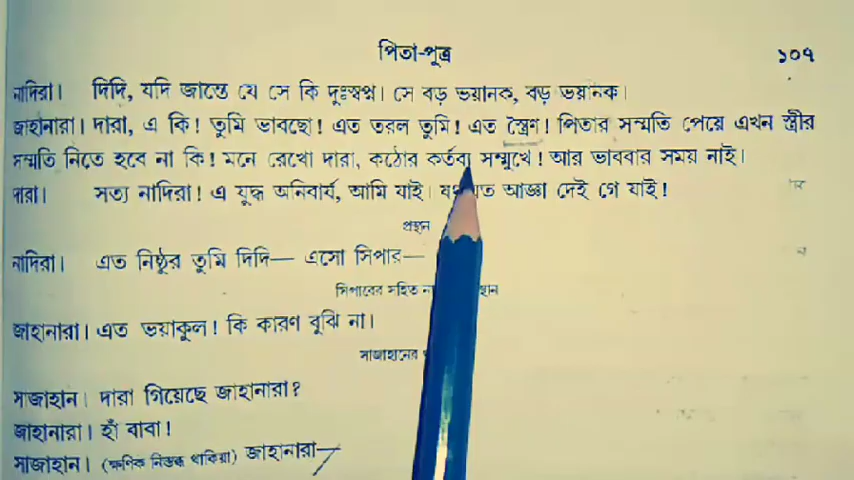 পিতা-পুত্র ১০৭
নাদিরা। দিদি, যদি জান্তে যে সে কি দুঃস্বপ্ন। সে বড় ভয়ানক, বড় ভয়ানক।
জাহানারা। দারা, এ কি! তুমি ভাবছো! এত তরল তুমি! এত স্ত্রৈণ! পিতার সম্মতি পেয়ে এখন স্ত্রীর
সম্মতি নিতে হবে না কি! মনে রেখো দারা, কঠোর কর্তব্য সম্মুখে! আর ভাববার সময় নাই।
দারা। সত্য নাদিরা! এ যুদ্ধ অনিবার্য, আমি যাই। আজ্ঞা দেই গে যাই!
প্রস্থান
নাদিরা। এত নিষ্ঠুর তুমি দিদি— এসো সিপার—
সিপারের সহিত
জাহানারা। এত ভয়াকুল! কি কারণ বুঝি না।
সাজাহানের
সাজাহান। দারা গিয়েছে জাহানারা?
জাহানারা। হাঁ বাবা!
সাজাহান। (ক্ষণিক নিস্তব্ধ থাকিয়া) জাহানারা—